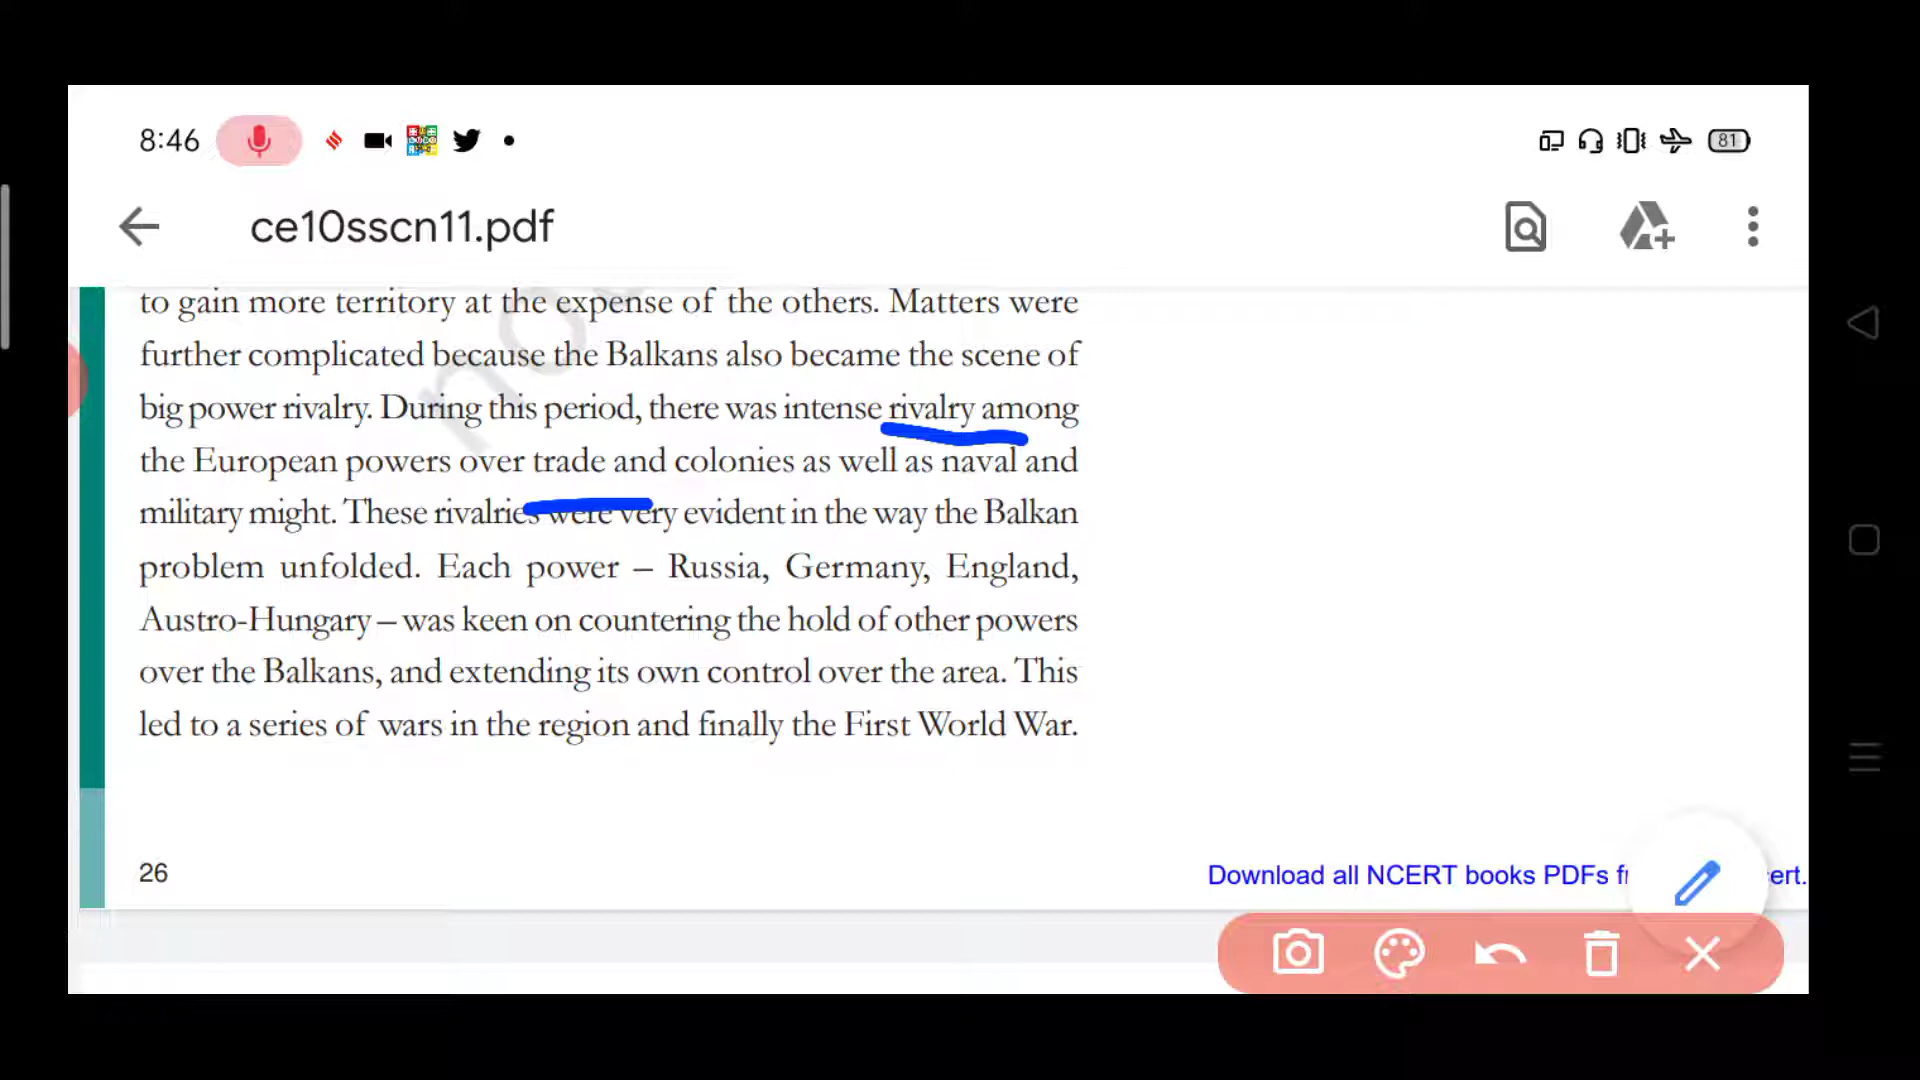 8:46
81
ce10sscn11.pdf
to gain more territory at the expense of the others. Matters were
further complicated because the Balkans also became the scene of
big power rivalry. During this period, there was intense rivalry among
the European powers over trade and colonies as well as naval and
military might. These rivalries were very evident in the way the Balkan
problem unfolded. Each power – Russia, Germany, England,
Austro-Hungary – was keen on countering the hold of other powers
over the Balkans, and extending its own control over the area. This
led to a series of wars in the region and finally the First World War.
26
Download all NCERT books PDFs